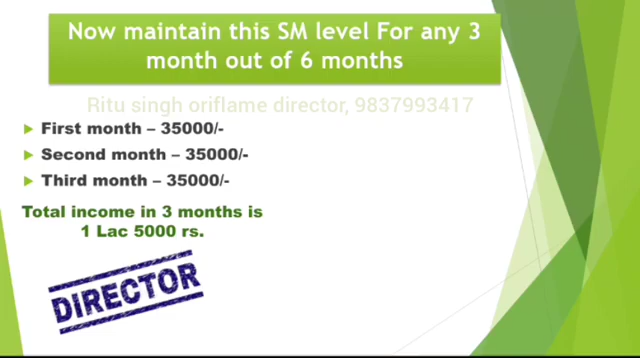 Now maintain this SM level For any 3
month out of 6 months
Ritu singh oriflame director, 9837993417
First month – 35000/-
Second month – 35000/-
Third month – 35000/-
Total income in 3 months is
1 Lac 5000 rs.
DIRECTOR